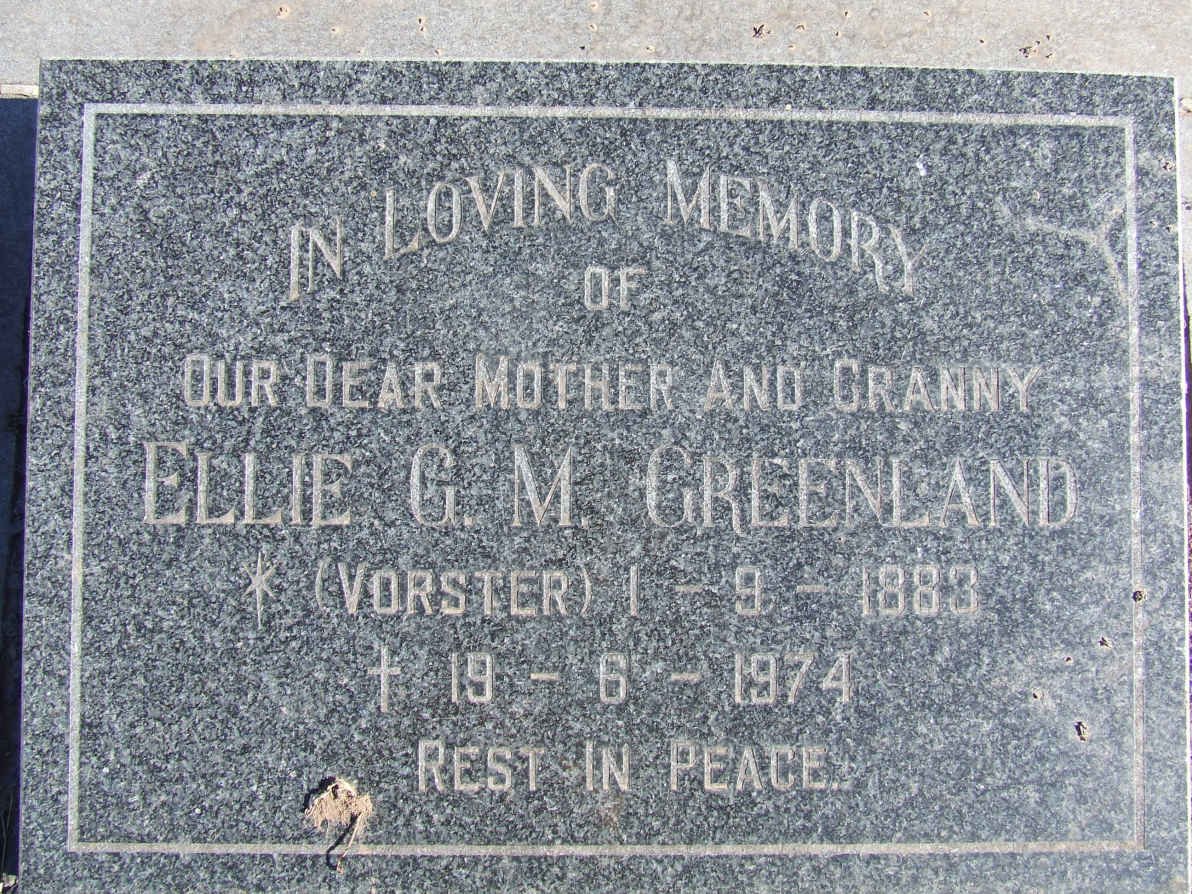 IN LOVING MEMORY
OF
OUR DEAR MOTHER AND GRANNY
ELLIE G. M. GREENLAND
* (VORSTER) 1 - 9 - 1883
† 19 - 6 - 1974
REST IN PEACE..